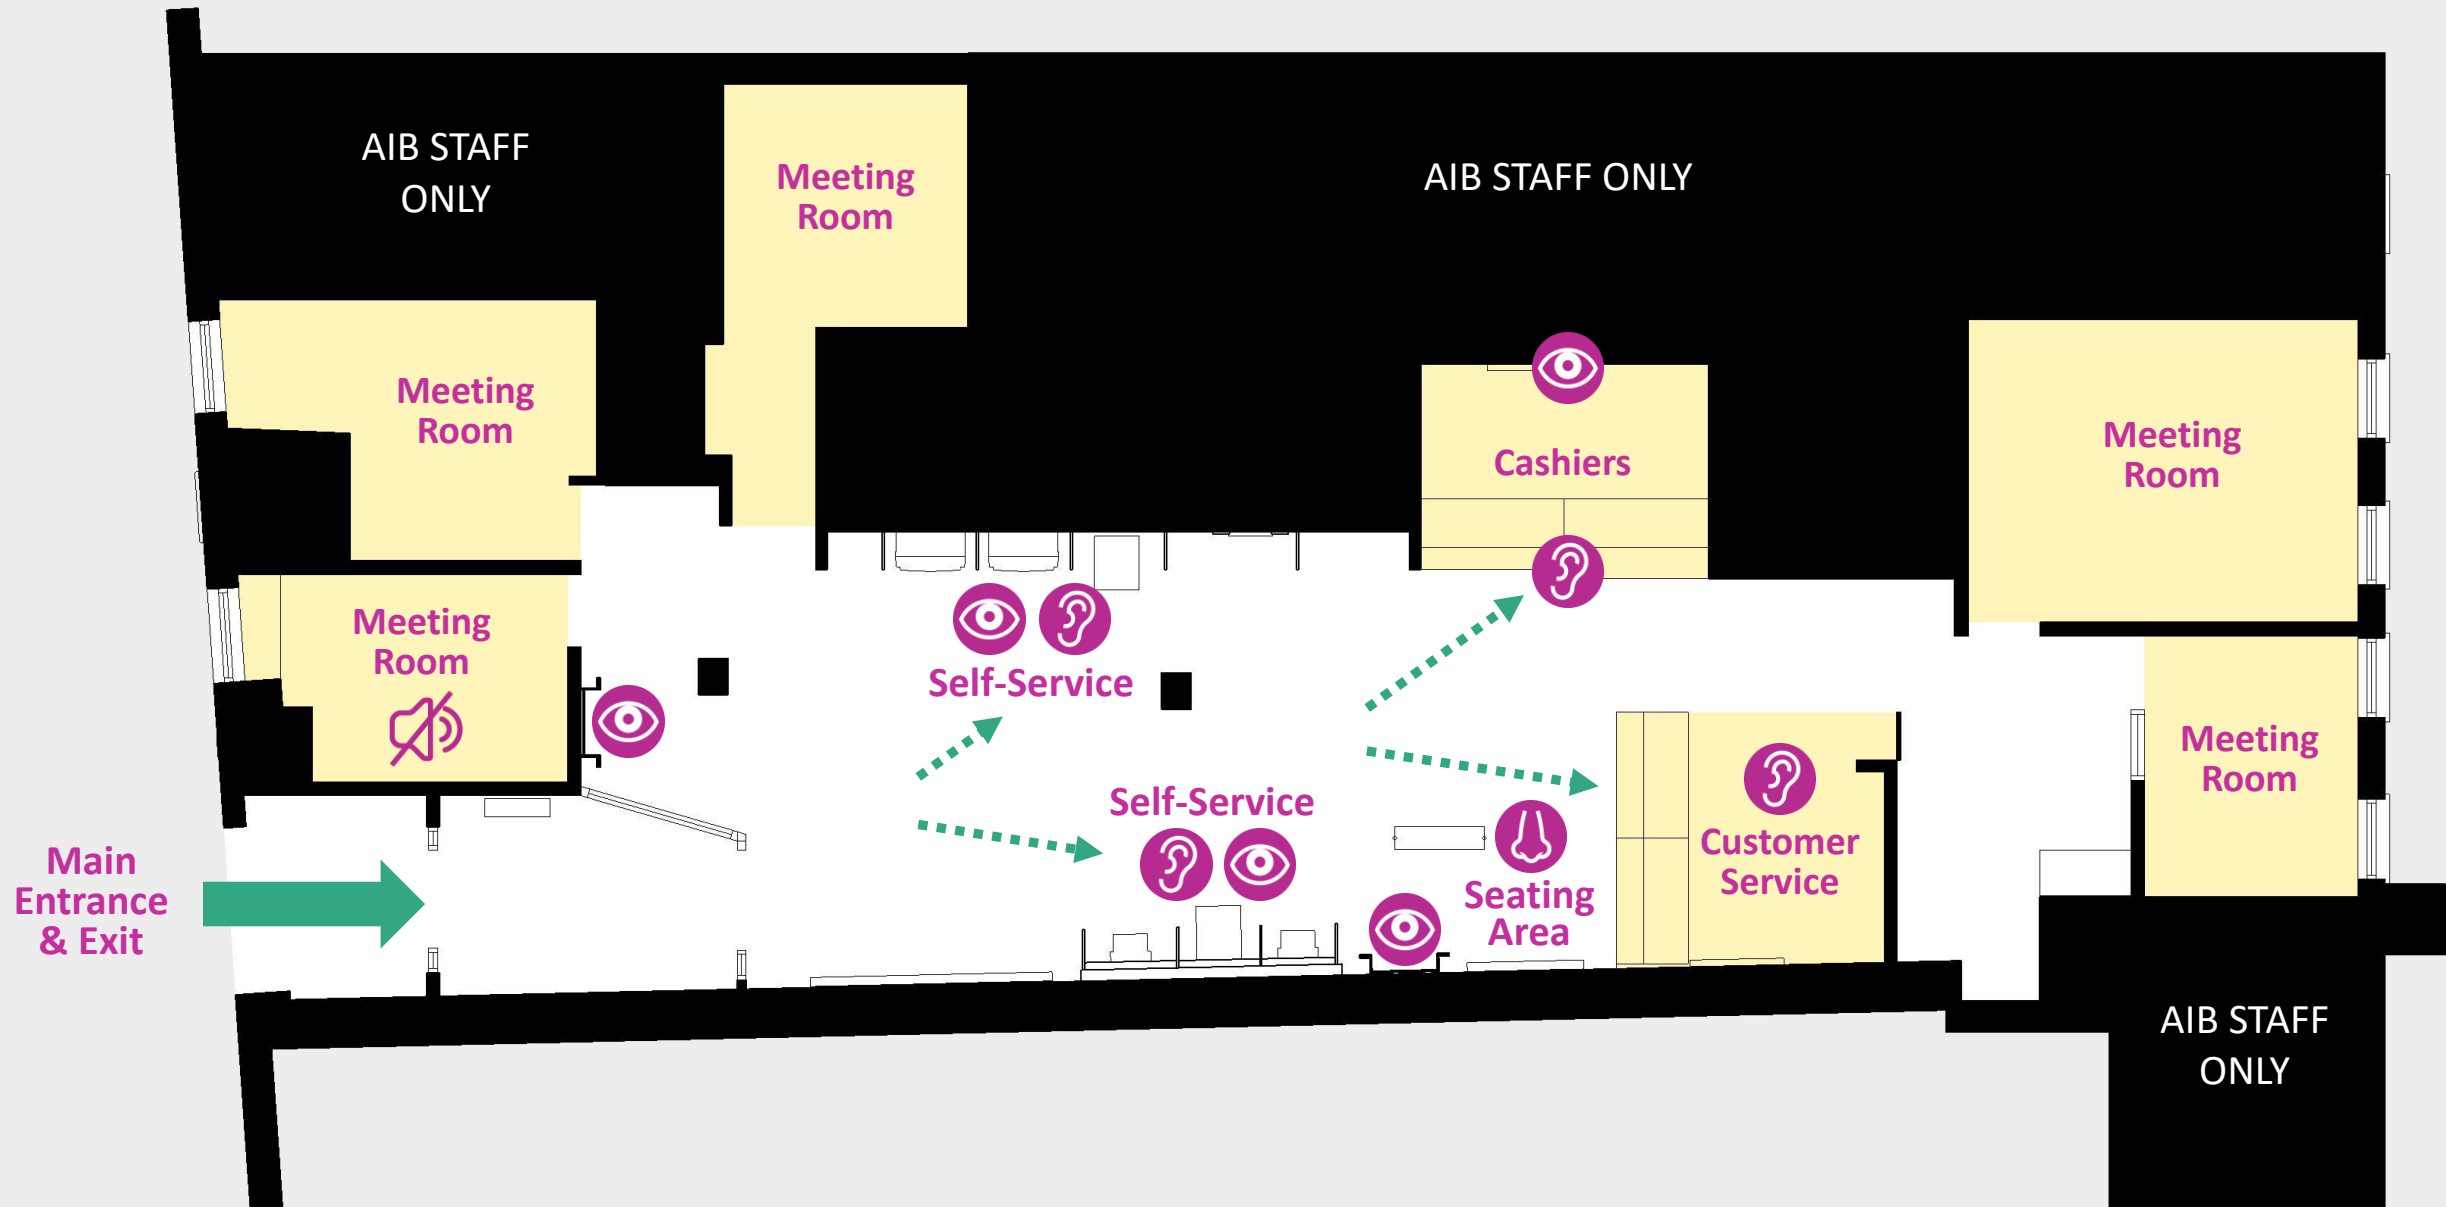 AIB STAFF
ONLY
Meeting
Room
AIB STAFF ONLY
Meeting
Room
Cashiers
Meeting
Room
Meeting
Room
Self-Service
Meeting
Room
Self-Service
Customer
Service
Seating
Area
Main
Entrance
& Exit
AIB STAFF
ONLY